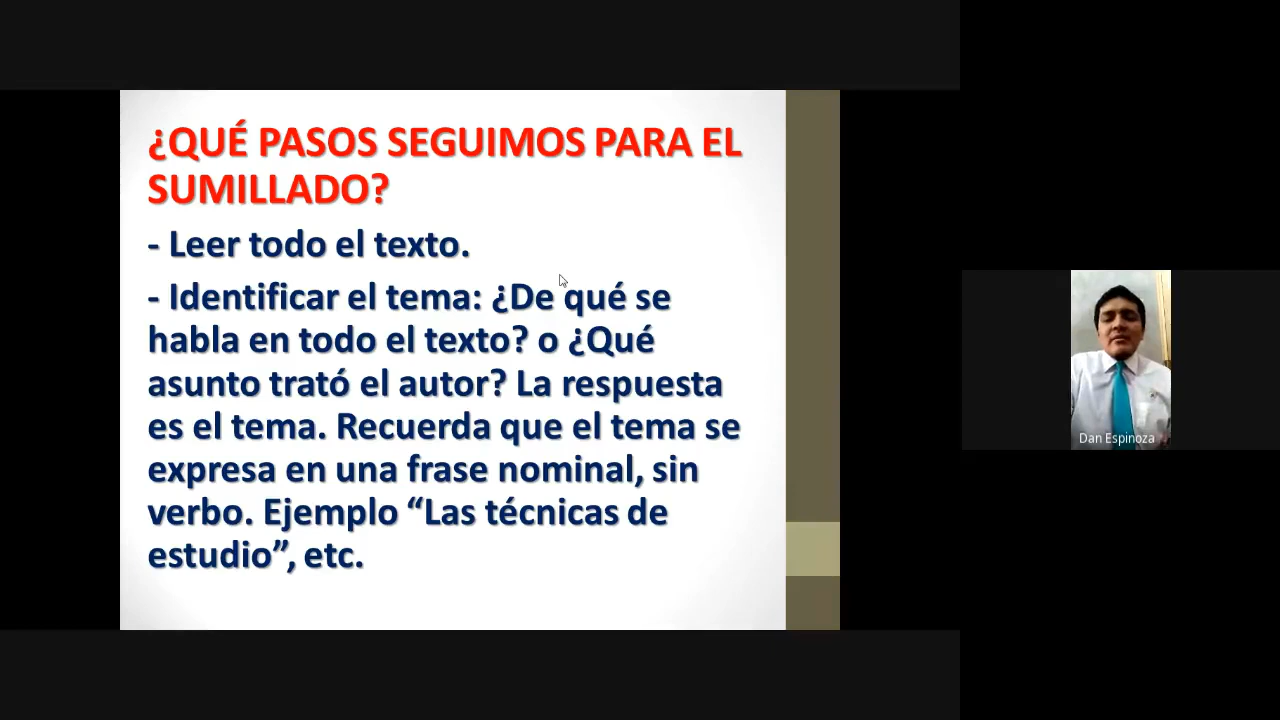 ¿QUÉ PASOS SEGUIMOS PARA EL
SUMILLADO?
- Leer todo el texto.
- Identificar el tema: ¿De qué se
habla en todo el texto? o ¿Qué
asunto trató el autor? La respuesta
es el tema. Recuerda que el tema se
expresa en una frase nominal, sin
verbo. Ejemplo “Las técnicas de
estudio”, etc.
Dan Espinoza